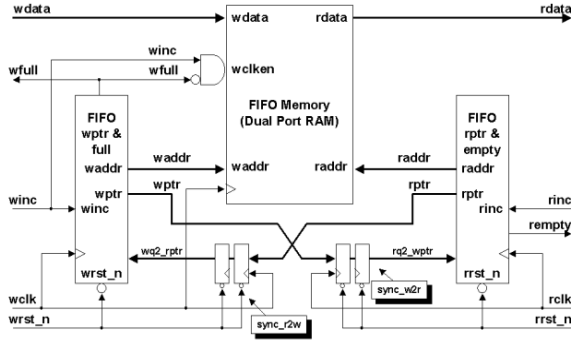 wdata
wdata
rdata
rdata
winc
wfull
wfull
wclken
FIFO Memory
(Dual Port RAM)
FIFO
wptr &
full
FIFO
rptr &
empty
waddr
waddr
waddr
raddr
raddr
raddr
wptr
wptr
rptr
rptr
winc
winc
rinc
rinc
rempty
wq2_rptr
rq2_wptr
wrst_n
rrst_n
sync_w2r
wclk
rclk
wrst_n
sync_r2w
rrst_n